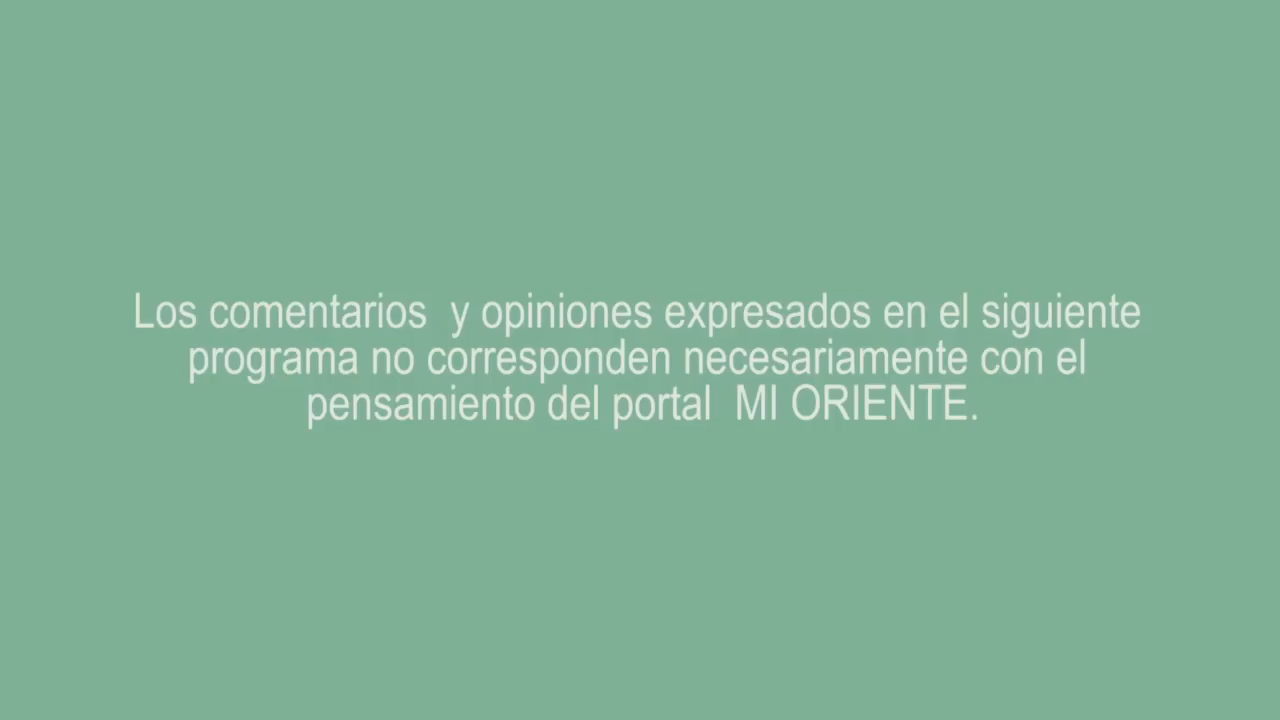 Los comentarios  y opiniones expresados en el siguiente
programa no corresponden necesariamente con el
pensamiento del portal  MI ORIENTE.